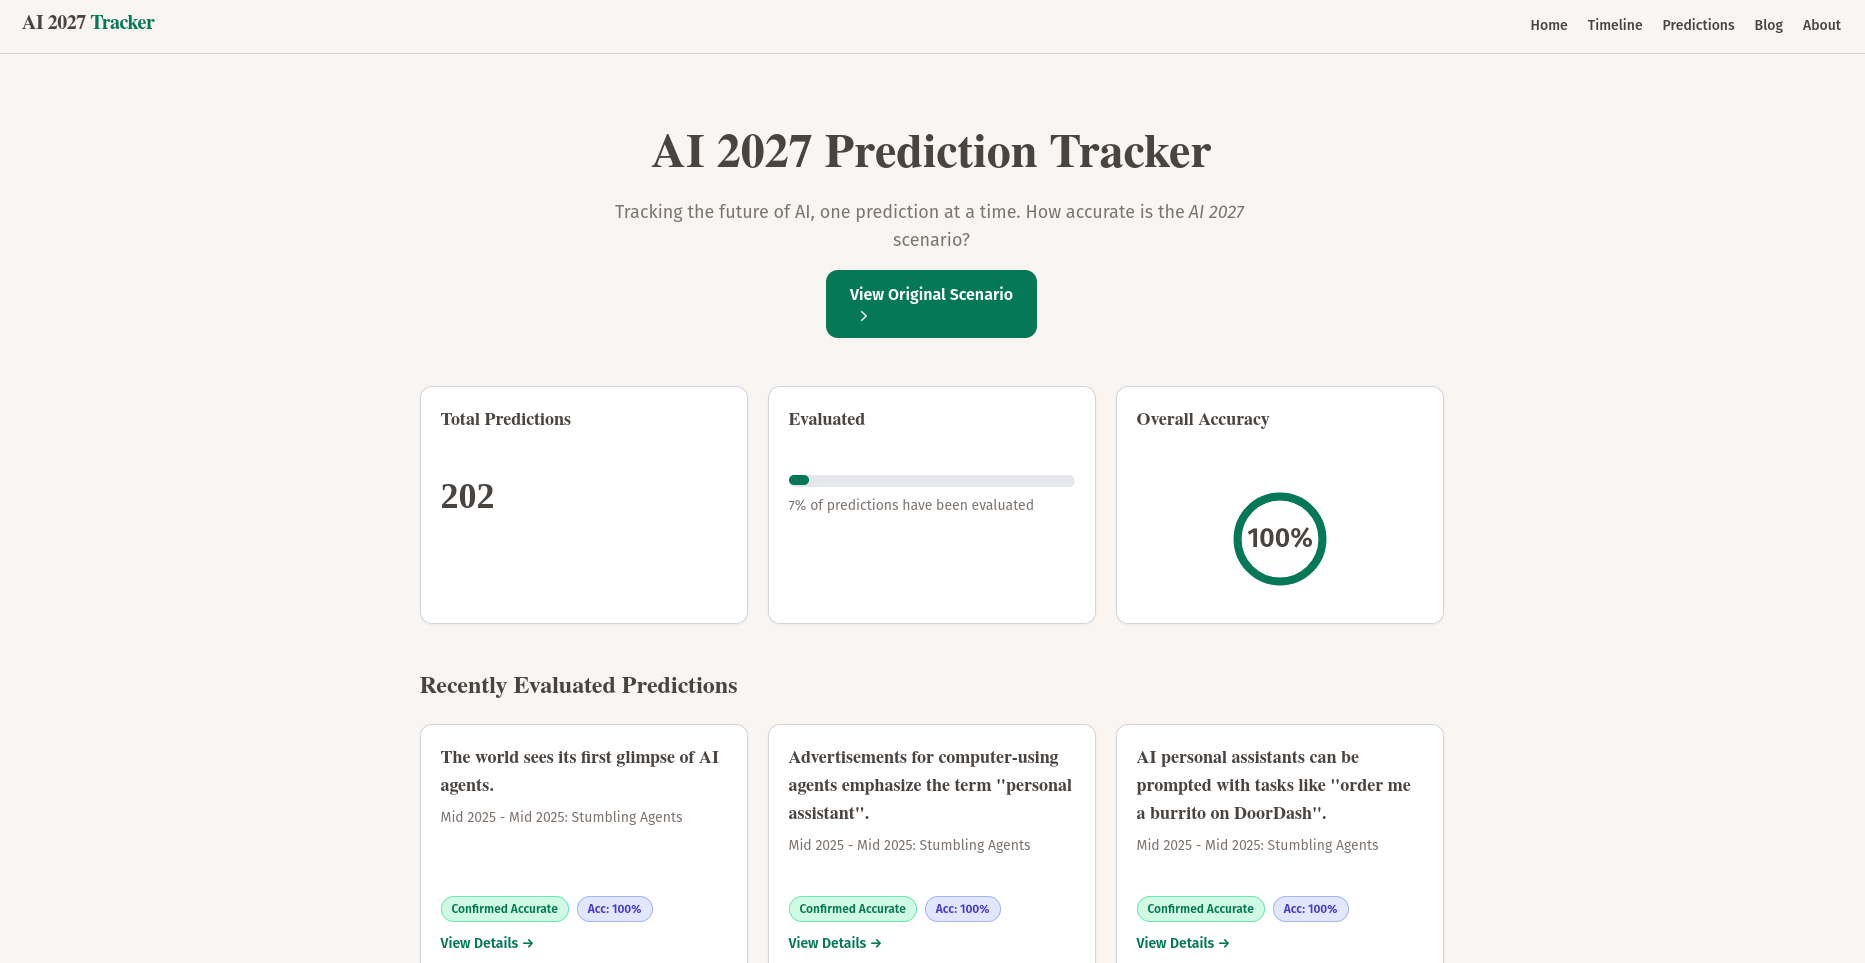 AI 2027 Tracker
Home Timeline Predictions Blog About
AI 2027 Prediction Tracker
Tracking the future of AI, one prediction at a time. How accurate is the AI 2027
scenario?
View Original Scenario
Total Predictions
202
Evaluated
7% of predictions have been evaluated
Overall Accuracy
100%
Recently Evaluated Predictions
The world sees its first glimpse of AI
agents.
Mid 2025 - Mid 2025: Stumbling Agents
Confirmed Accurate Acc: 100%
View Details →
Advertisements for computer-using
agents emphasize the term "personal
assistant".
Mid 2025 - Mid 2025: Stumbling Agents
Confirmed Accurate Acc: 100%
View Details →
AI personal assistants can be
prompted with tasks like "order me
a burrito on DoorDash".
Mid 2025 - Mid 2025: Stumbling Agents
Confirmed Accurate Acc: 100%
View Details →